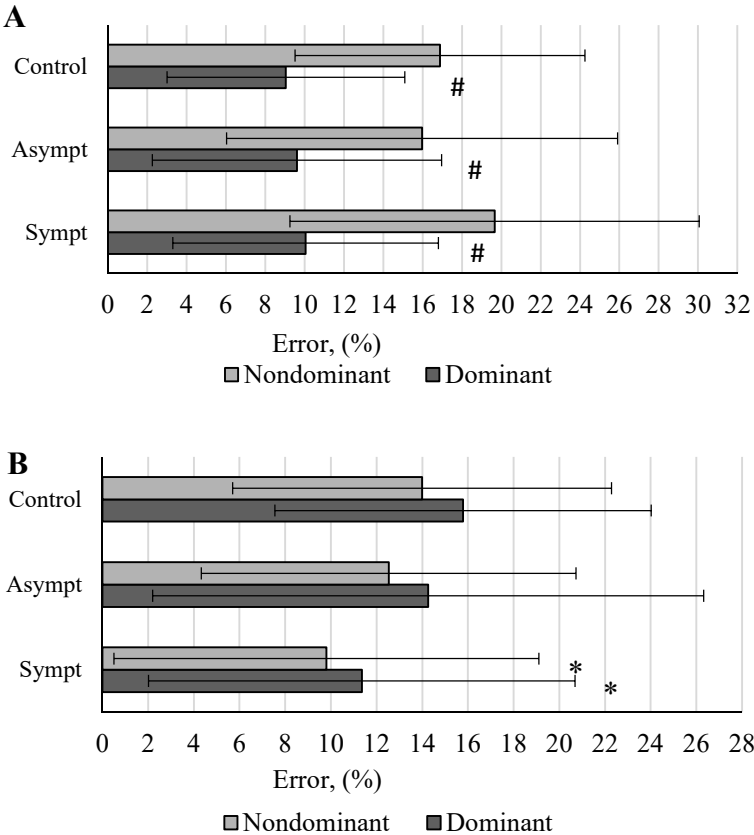 A
Control
#
Asympt
#
Sympt
#
0 2 4 6 8 10 12 14 16 18 20 22 24 26 28 30 32
Error, (%)
Nondominant Dominant
B
Control
Asympt
Sympt
*
*
0 2 4 6 8 10 12 14 16 18 20 22 24 26 28
Error, (%)
Nondominant Dominant